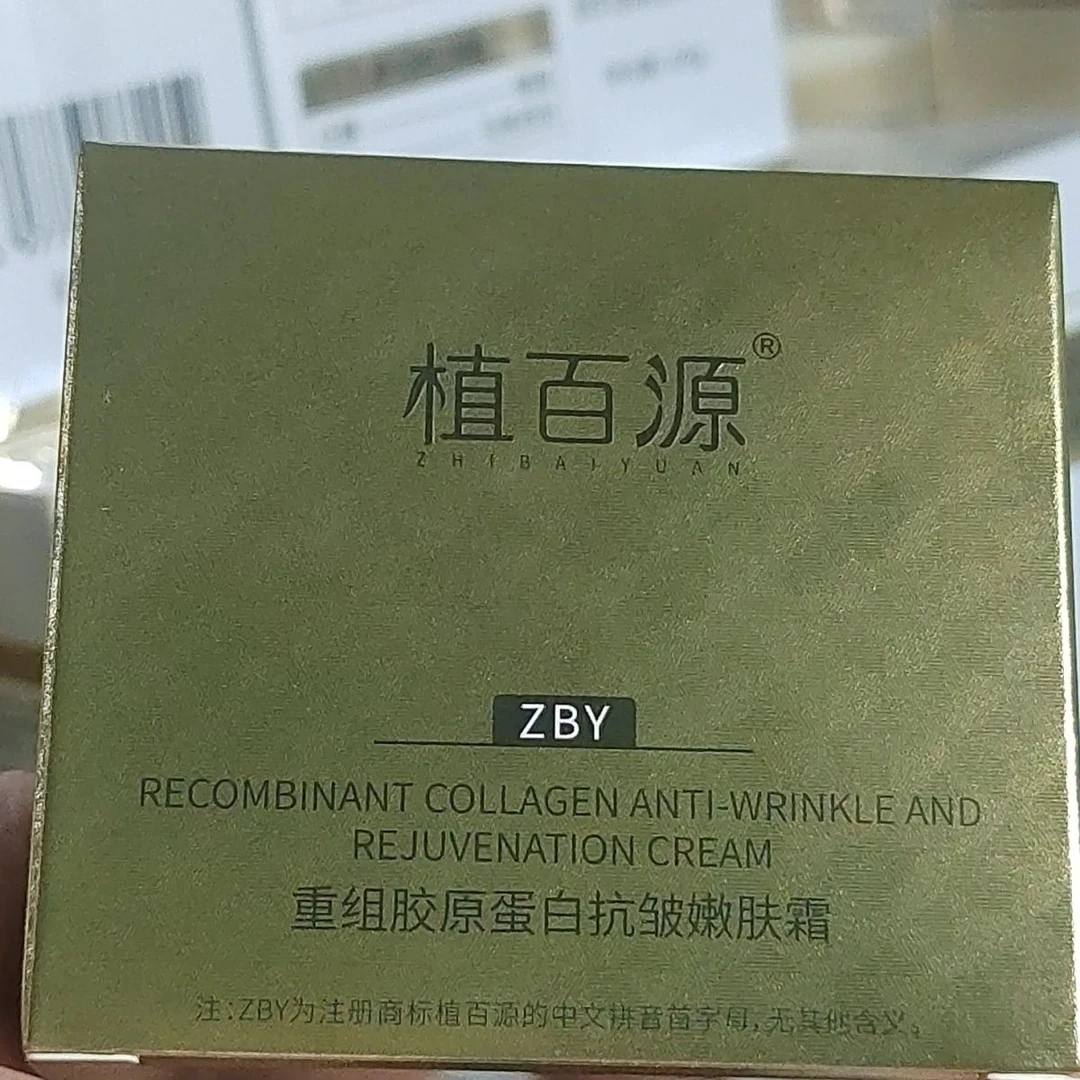 植百源®
ZHIBAIYUAN
ZBY
RECOMBINANT COLLAGEN ANTI-WRINKLE AND
REJUVENATION CREAM
重组胶原蛋白抗皱嫩肤霜
注:ZBY为注册商标植百源的中文拼音首字母,无其他含义。